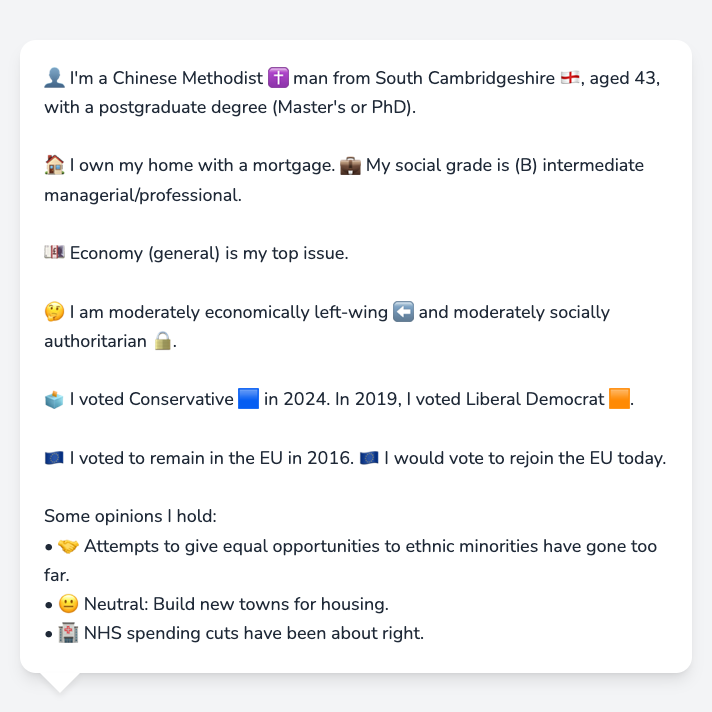 👤 I'm a Chinese Methodist ✝️ man from South Cambridgeshire 🏴󠁧󠁢󠁥󠁮󠁧󠁿, aged 43,
with a postgraduate degree (Master's or PhD).
🏠 I own my home with a mortgage. 💼 My social grade is (B) intermediate
managerial/professional.
💷 Economy (general) is my top issue.
🤔 I am moderately economically left-wing ⬅️ and moderately socially
authoritarian 🔒.
🗳️ I voted Conservative 🟦 in 2024. In 2019, I voted Liberal Democrat 🟧.
🇪🇺 I voted to remain in the EU in 2016. 🇪🇺 I would vote to rejoin the EU today.
Some opinions I hold:
• 🤝 Attempts to give equal opportunities to ethnic minorities have gone too
far.
• 😐 Neutral: Build new towns for housing.
• 🏥 NHS spending cuts have been about right.